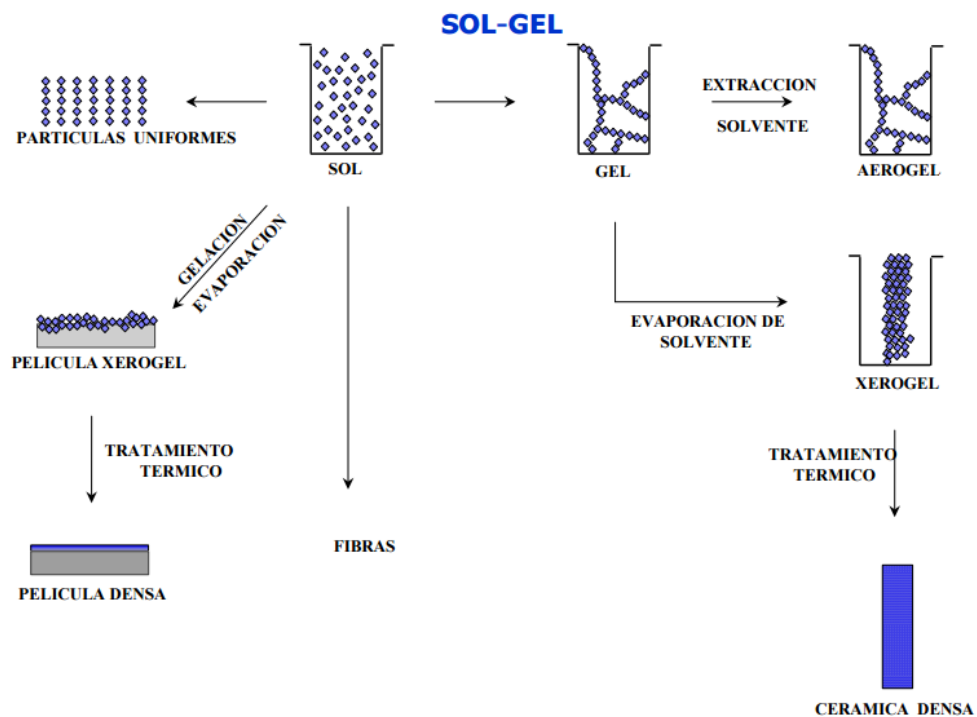 SOL-GEL
PARTICULAS UNIFORMES
SOL
GEL
EXTRACCION
SOLVENTE
AEROGEL
GELACION
EVAPORACION
PELICULA XEROGEL
EVAPORACION DE
SOLVENTE
XEROGEL
TRATAMIENTO
TERMICO
TRATAMIENTO
TERMICO
FIBRAS
PELICULA DENSA
CERAMICA DENSA